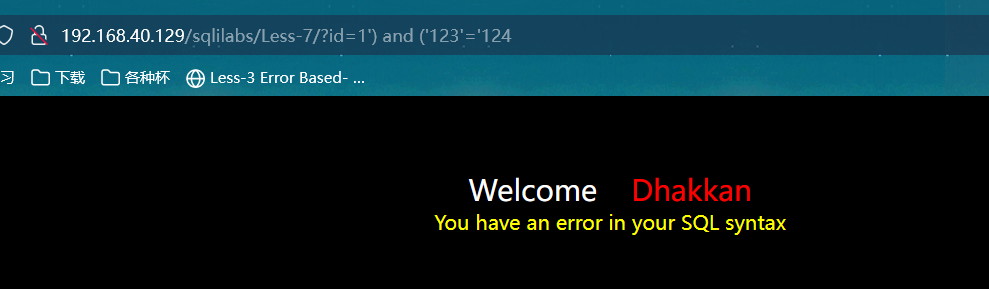 192.168.40.129/sqlilabs/Less-7/?id=1') and ('123'='124
习 下载 各种杯 Less-3 Error Based- ...
Welcome Dhakkan
You have an error in your SQL syntax